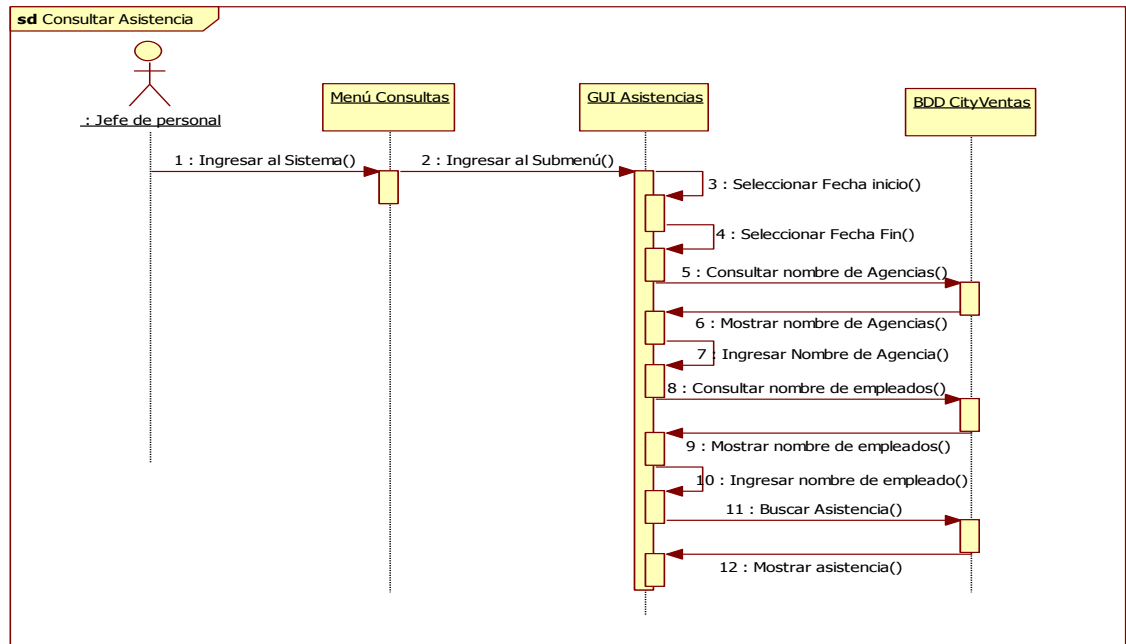 sd Consultar Asistencia
: Jefe de personal
Menú Consultas
GUI Asistencias
BDD CityVentas
1 : Ingresar al Sistema()
2 : Ingresar al Submenú()
3 : Seleccionar Fecha inicio()
4 : Seleccionar Fecha Fin()
5 : Consultar nombre de Agencias()
6 : Mostrar nombre de Agencias()
7 : Ingresar Nombre de Agencia()
8 : Consultar nombre de empleados()
9 : Mostrar nombre de empleados()
10 : Ingresar nombre de empleado()
11 : Buscar Asistencia()
12 : Mostrar asistencia()